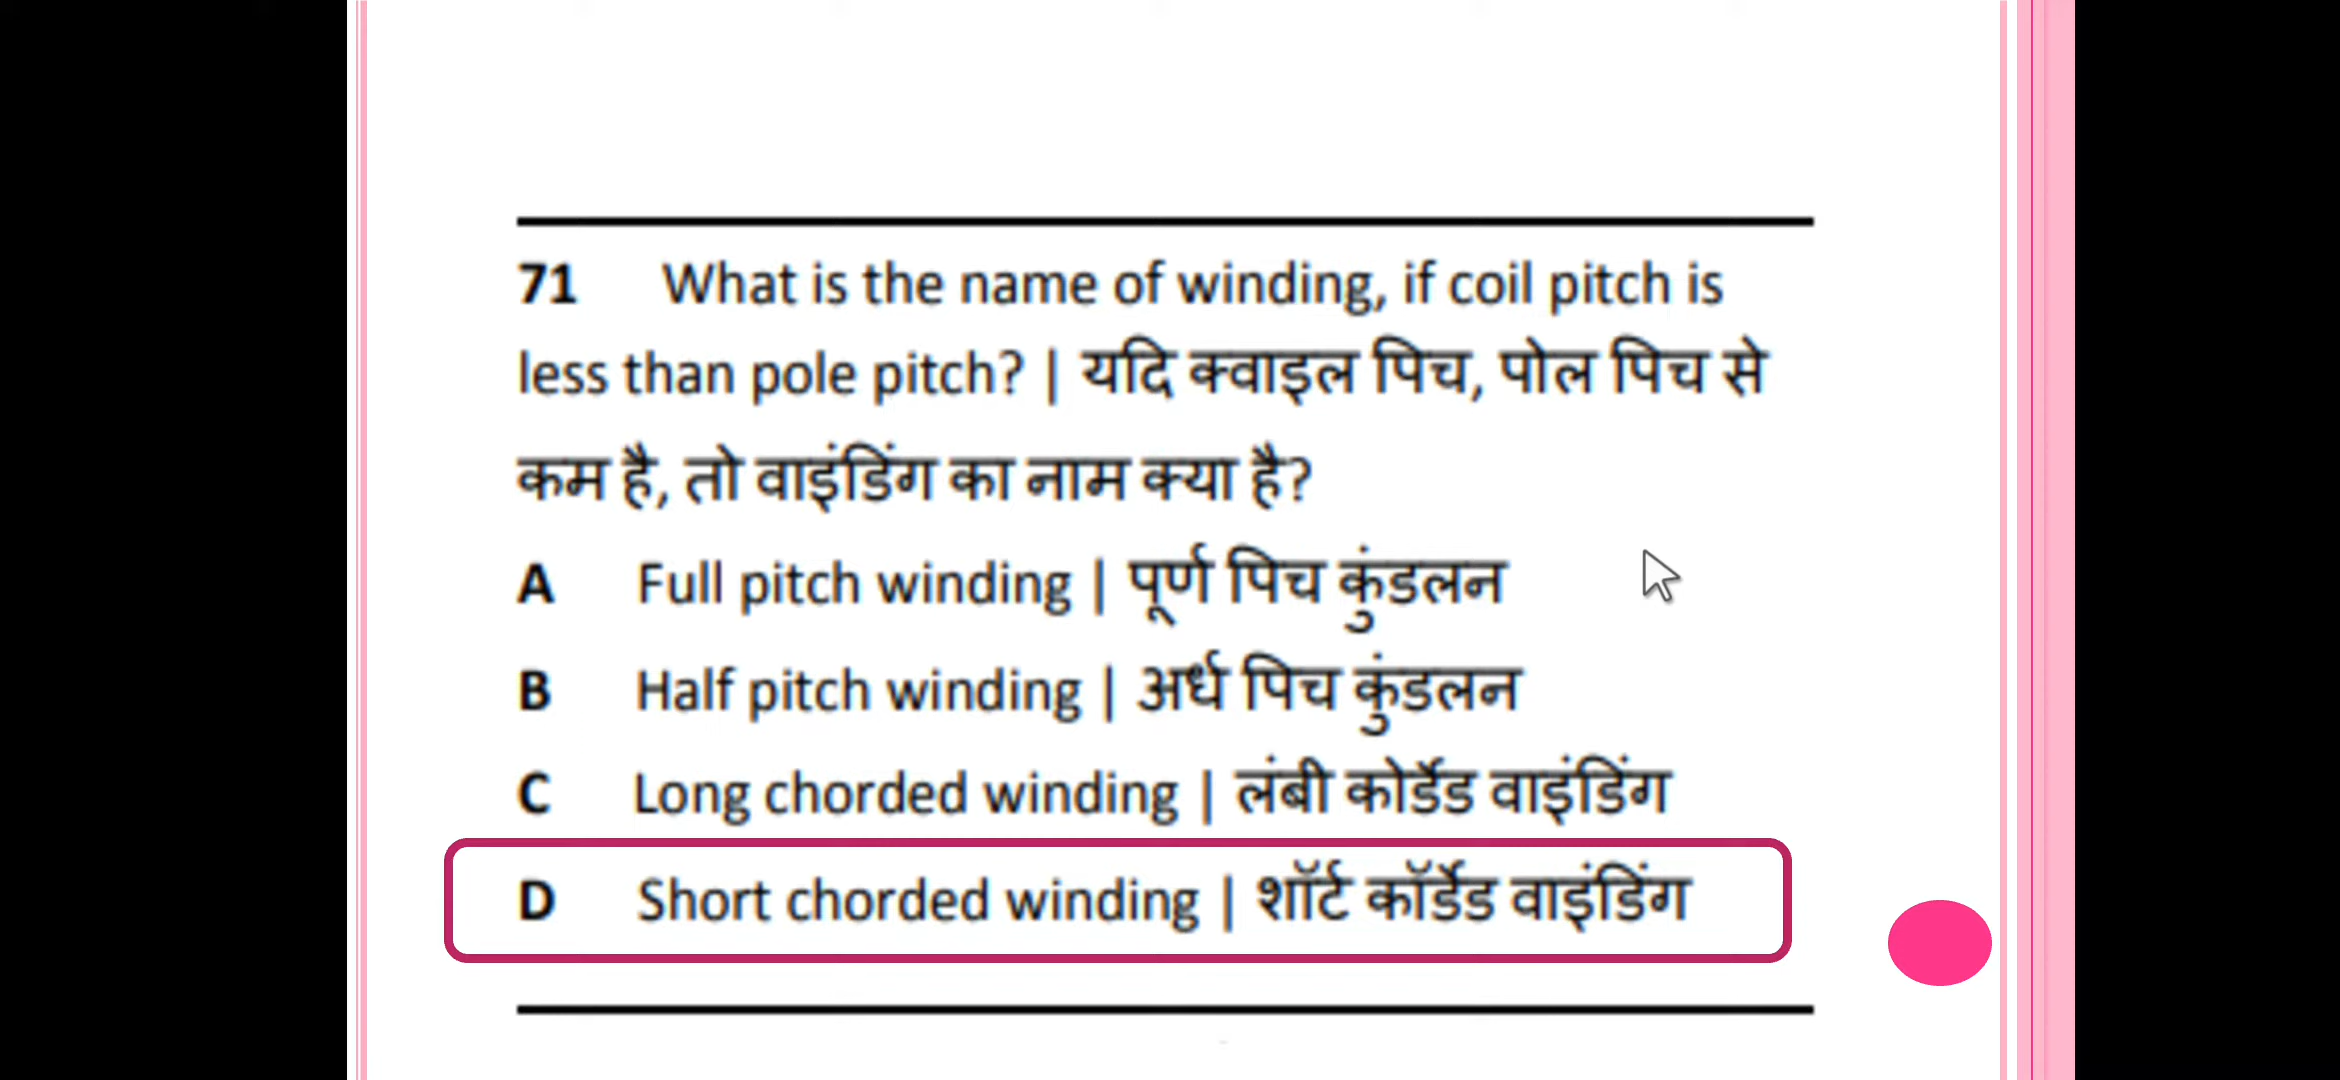 71 What is the name of winding, if coil pitch is
less than pole pitch? | यदि क्वाइल पिच, पोल पिच से
कम है, तो वाइंडिंग का नाम क्या है?
A Full pitch winding | पूर्ण पिच कुंडलन
B Half pitch winding | अर्ध पिच कुंडलन
C Long chorded winding | लंबी कोर्डेड वाइंडिंग
D Short chorded winding | शॉर्ट कॉर्डेड वाइंडिंग